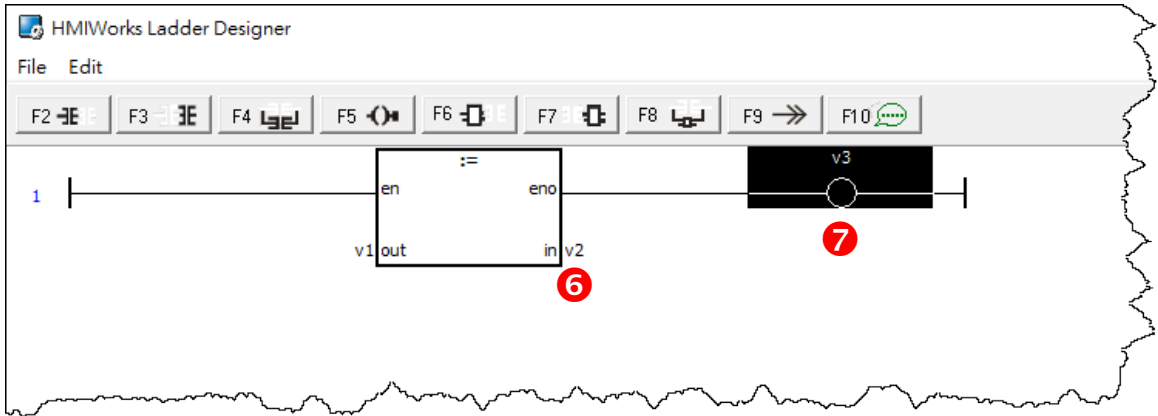 HMIWorks Ladder Designer
File Edit
F2 F3 F4 F5 F6 F7 F8 F9 F10
:= v3
1 en eno
v1 out in v2
6 7